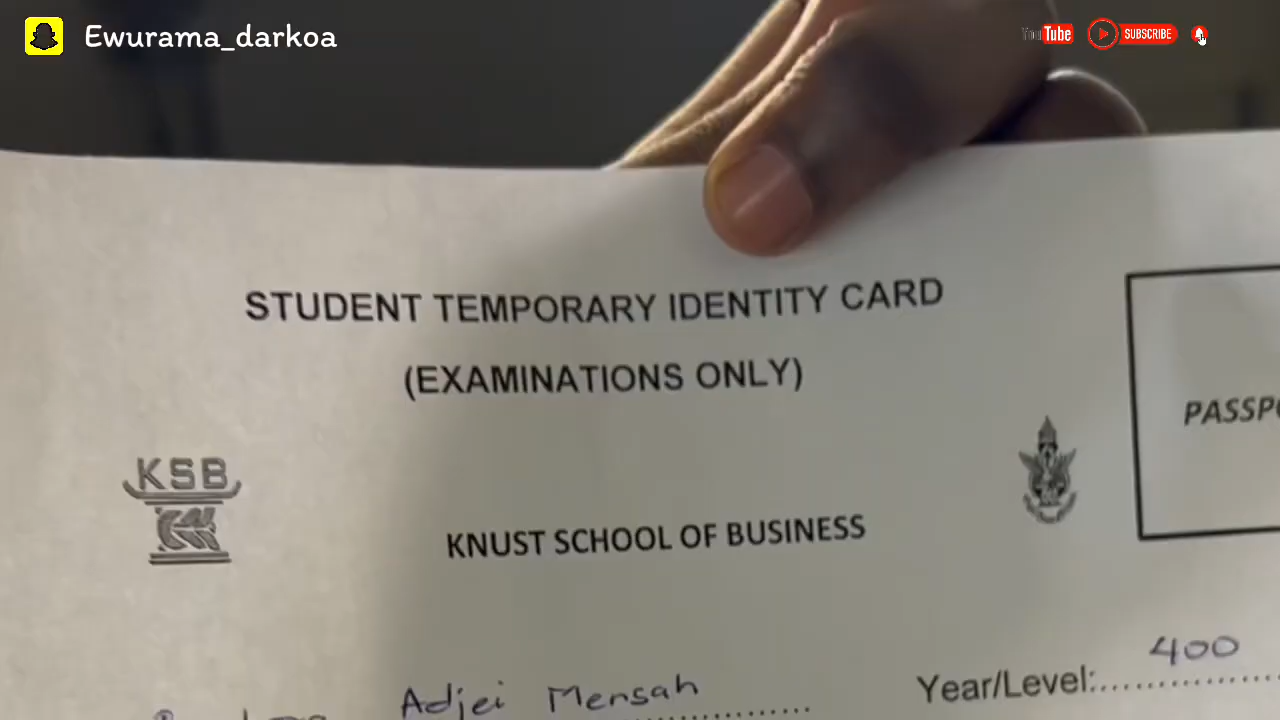 Ewurama_darkoa
YouTube SUBSCRIBE
STUDENT TEMPORARY IDENTITY CARD
(EXAMINATIONS ONLY)
PASSPO
KSB
KNUST SCHOOL OF BUSINESS
Adjei Mensah
Year/Level: 400